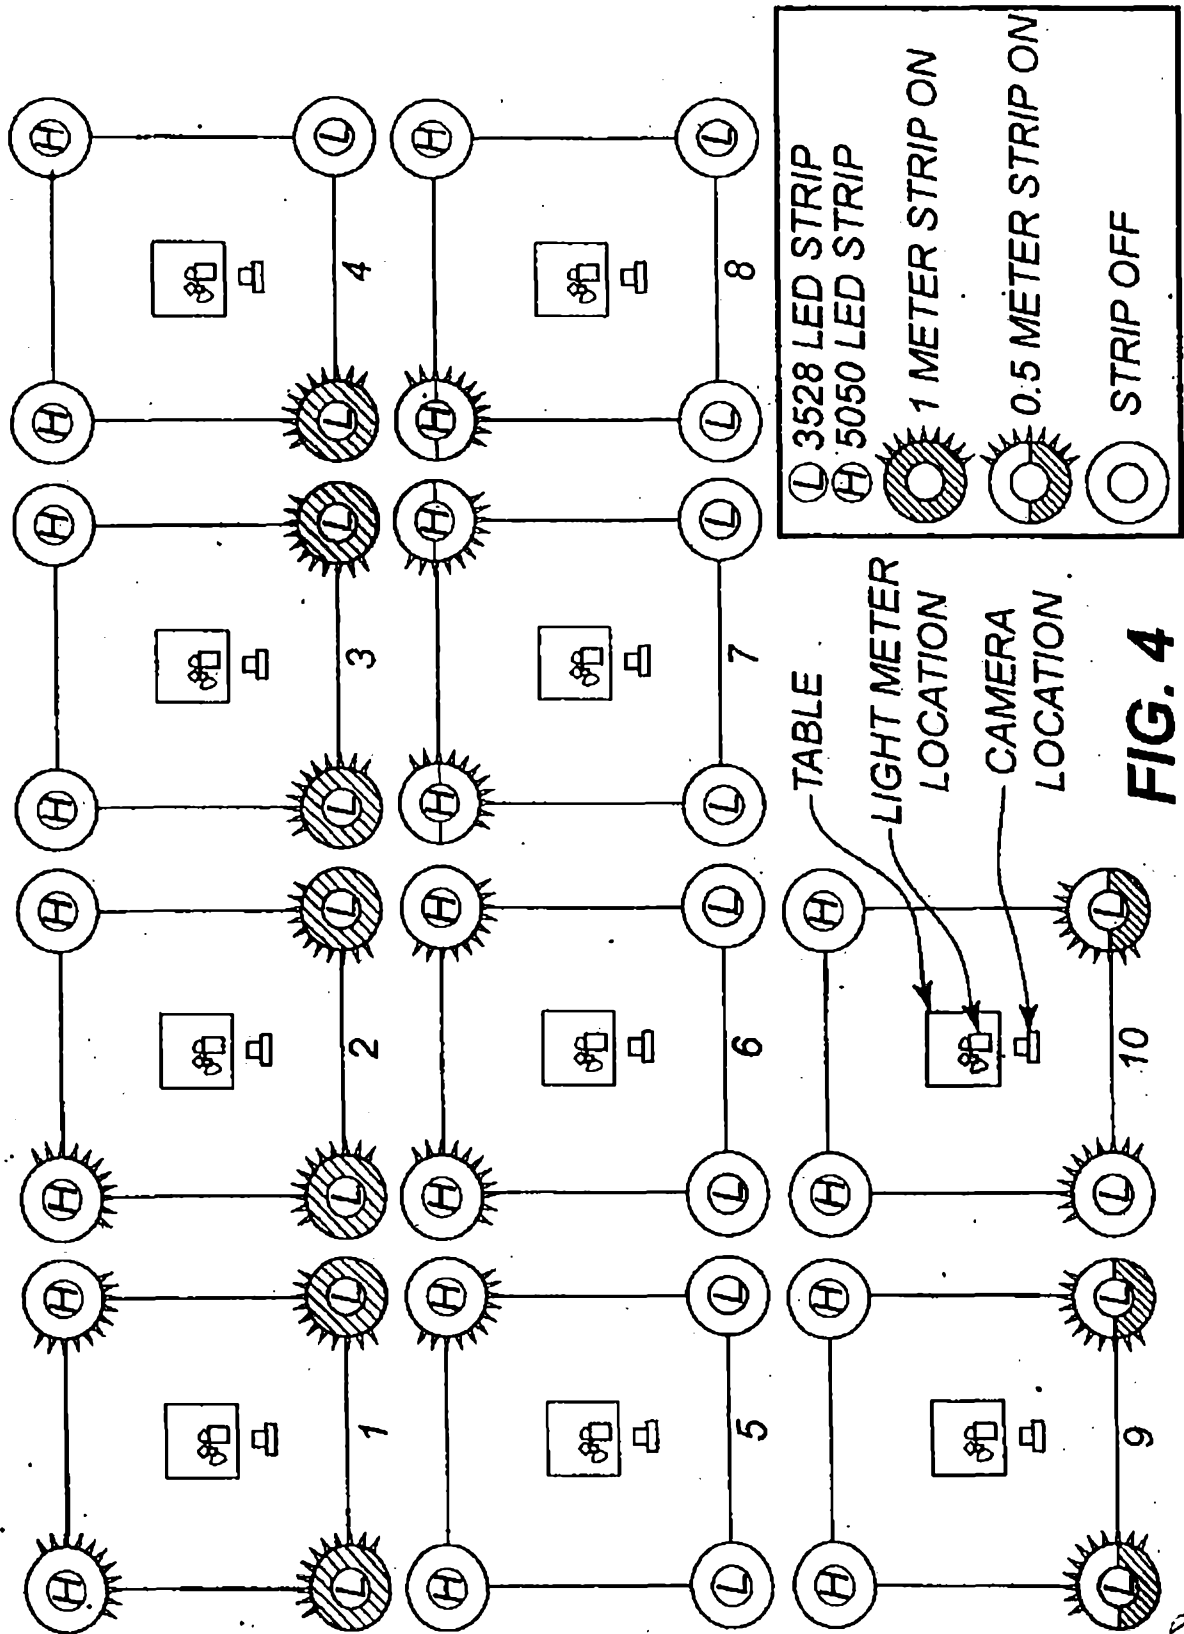 H H H H H H H H
L L L L L L L L
1 2 3 4
H H H H H H H H
L L L L L L L L
5 6 7 8
H H H H
L L L L
9 10
TABLE
LIGHT METER
LOCATION
CAMERA
LOCATION
L 3528 LED STRIP
H 5050 LED STRIP
1 METER STRIP ON
0.5 METER STRIP ON
STRIP OFF
FIG. 4